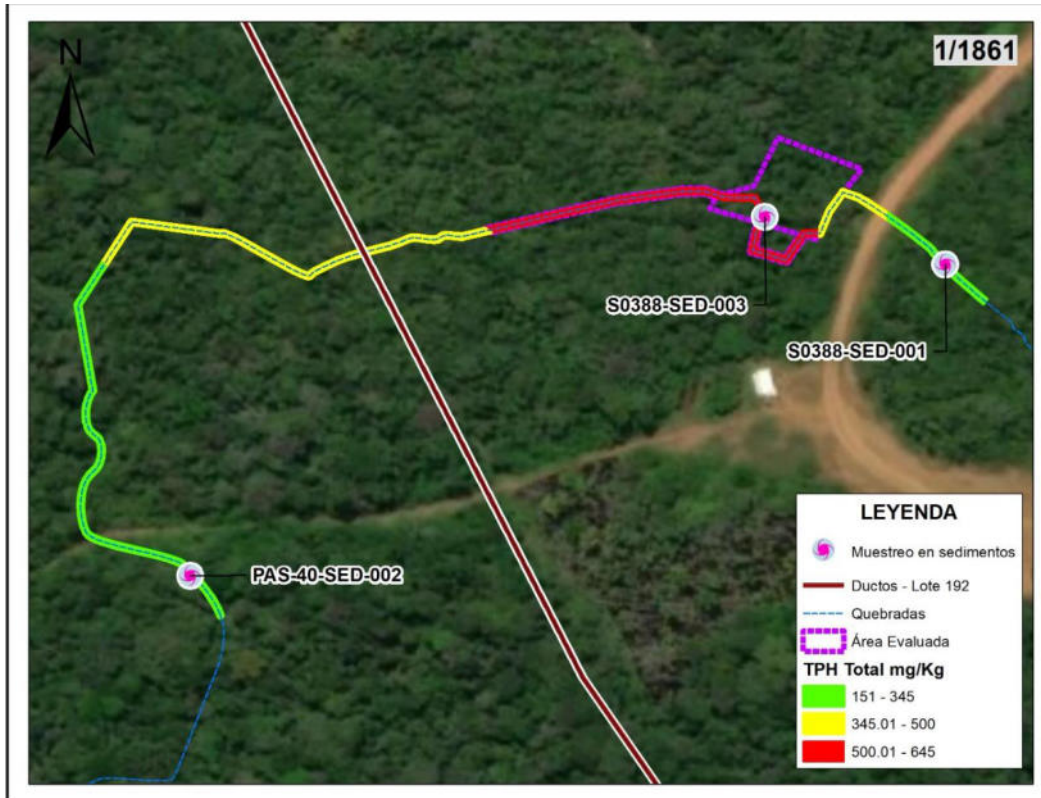 N
1/1861
S0388-SED-003
S0388-SED-001
PAS-40-SED-002
LEYENDA
Muestreo en sedimentos
Ductos - Lote 192
Quebradas
Área Evaluada
TPH Total mg/Kg
151 - 345
345.01 - 500
500.01 - 645